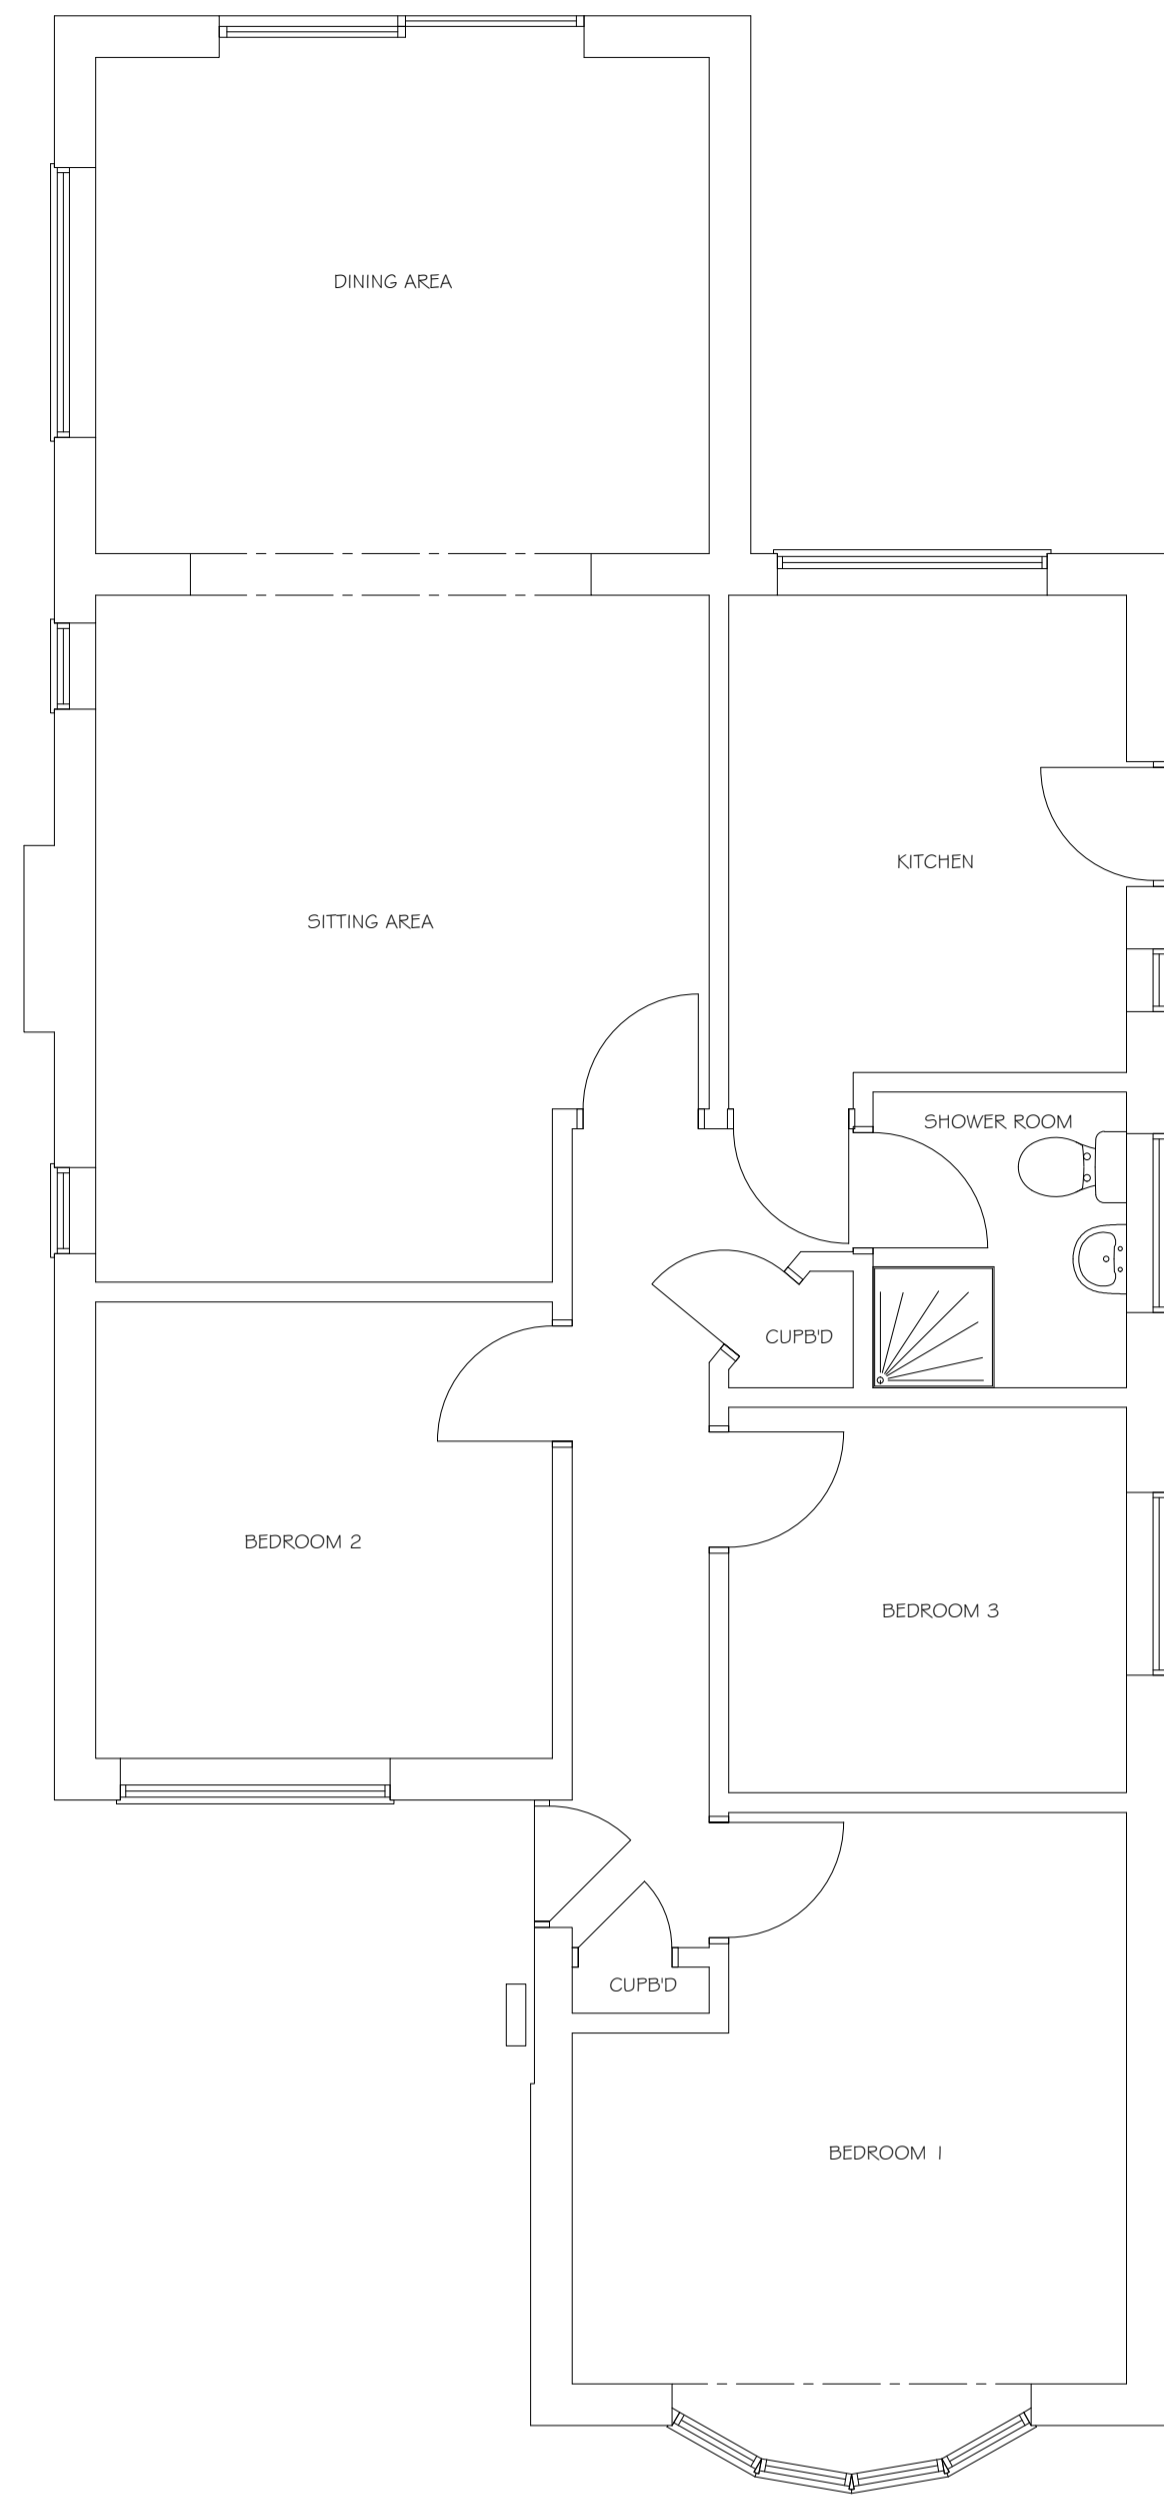 DINING AREA
KITCHEN
SITTING AREA
SHOWER ROOM
CUPB'D
BEDROOM 2
BEDROOM 3
CUPB'D
BEDROOM 1